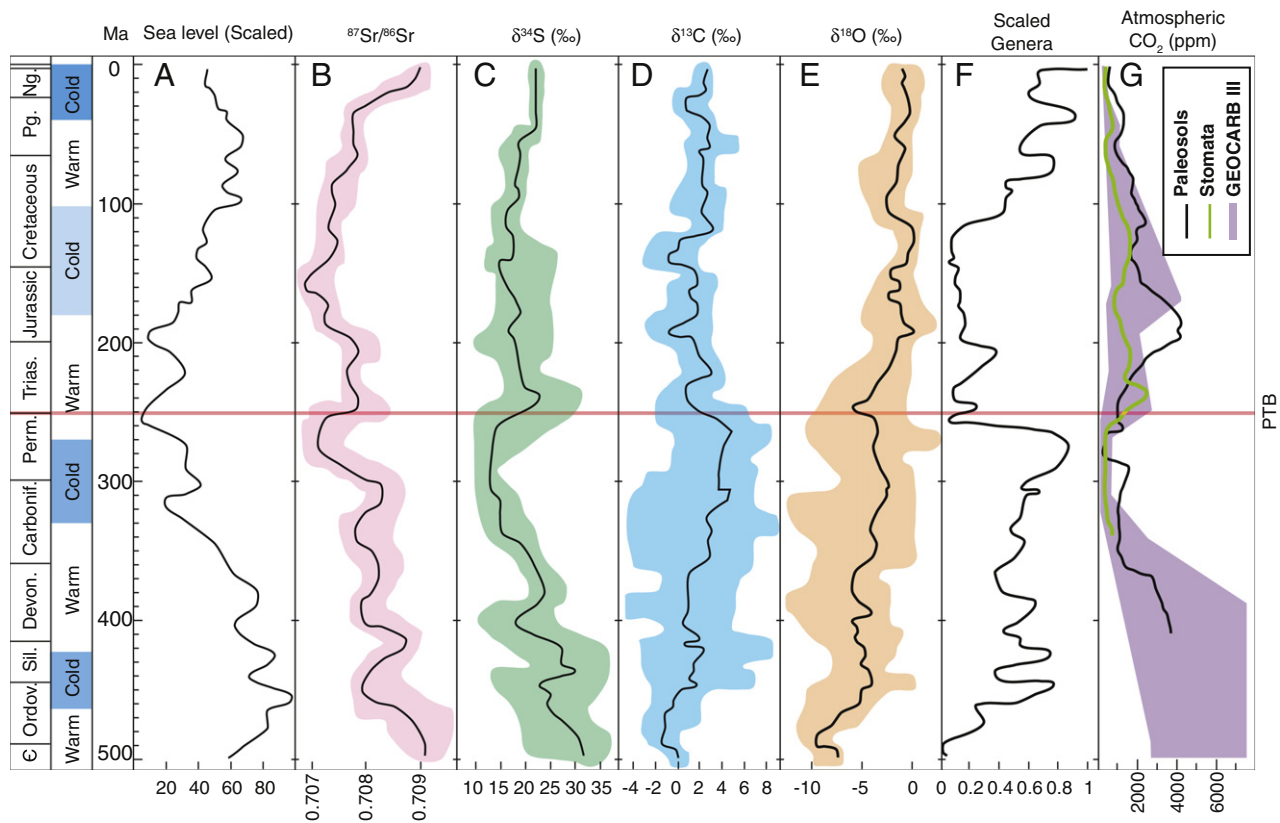 Ma
Sea level (Scaled)
⁸⁷Sr/⁸⁶Sr
δ³⁴S (‰)
δ¹³C (‰)
δ¹⁸O (‰)
Scaled
Genera
Atmospheric
CO₂ (ppm)
A
B
C
D
E
F
G
Ng.
Pg.
Cretaceous
Jurassic
Trias.
Perm.
Carbonif.
Devon.
Sil.
Ordov.
Є
Cold
Warm
Cold
Warm
Cold
Warm
Cold
Warm
0
100
200
300
400
500
Paleosols
Stomata
GEOCARB III
PTB
20 40 60 80
0.707 0.708 0.709
10 15 20 25 30 35
-4 -2 0 2 4 6 8
-10 -5 0
0 0.2 0.4 0.6 0.8 1
2000 4000 6000